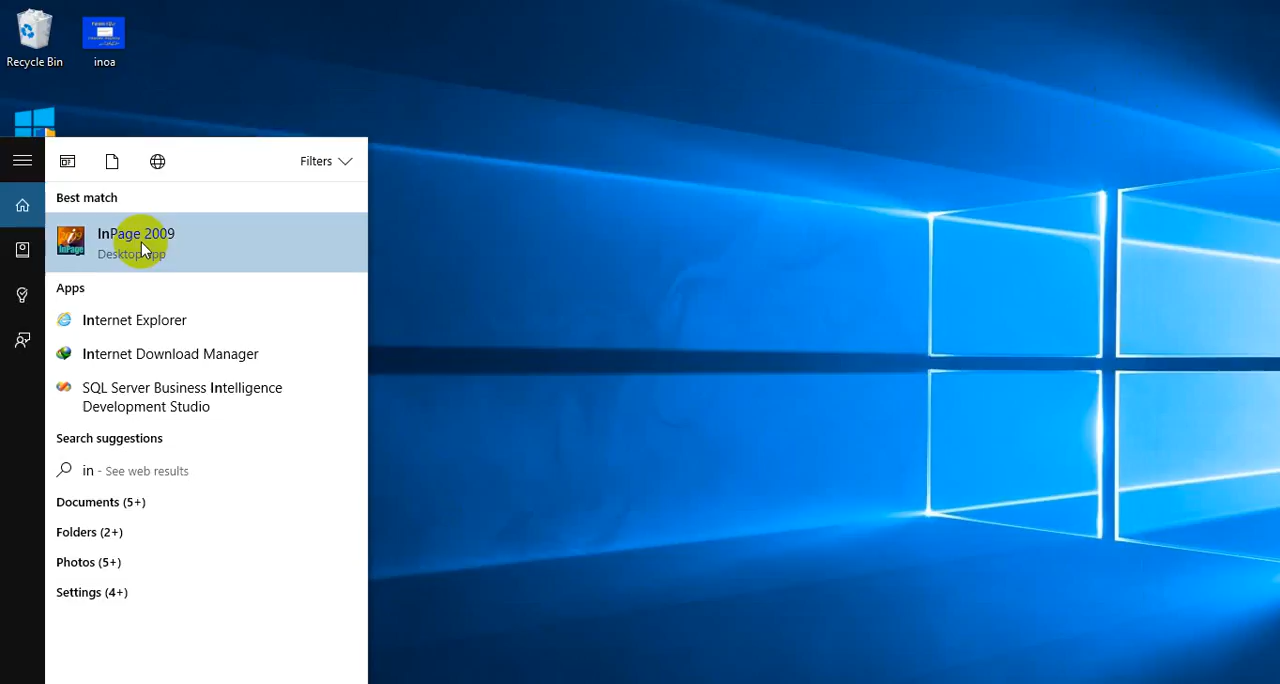 Recycle Bin
inoa
Filters
Best match
InPage 2009
InPage
Desktop app
Apps
Internet Explorer
Internet Download Manager
SQL Server Business Intelligence
Development Studio
Search suggestions
in - See web results
Documents (5+)
Folders (2+)
Photos (5+)
Settings (4+)